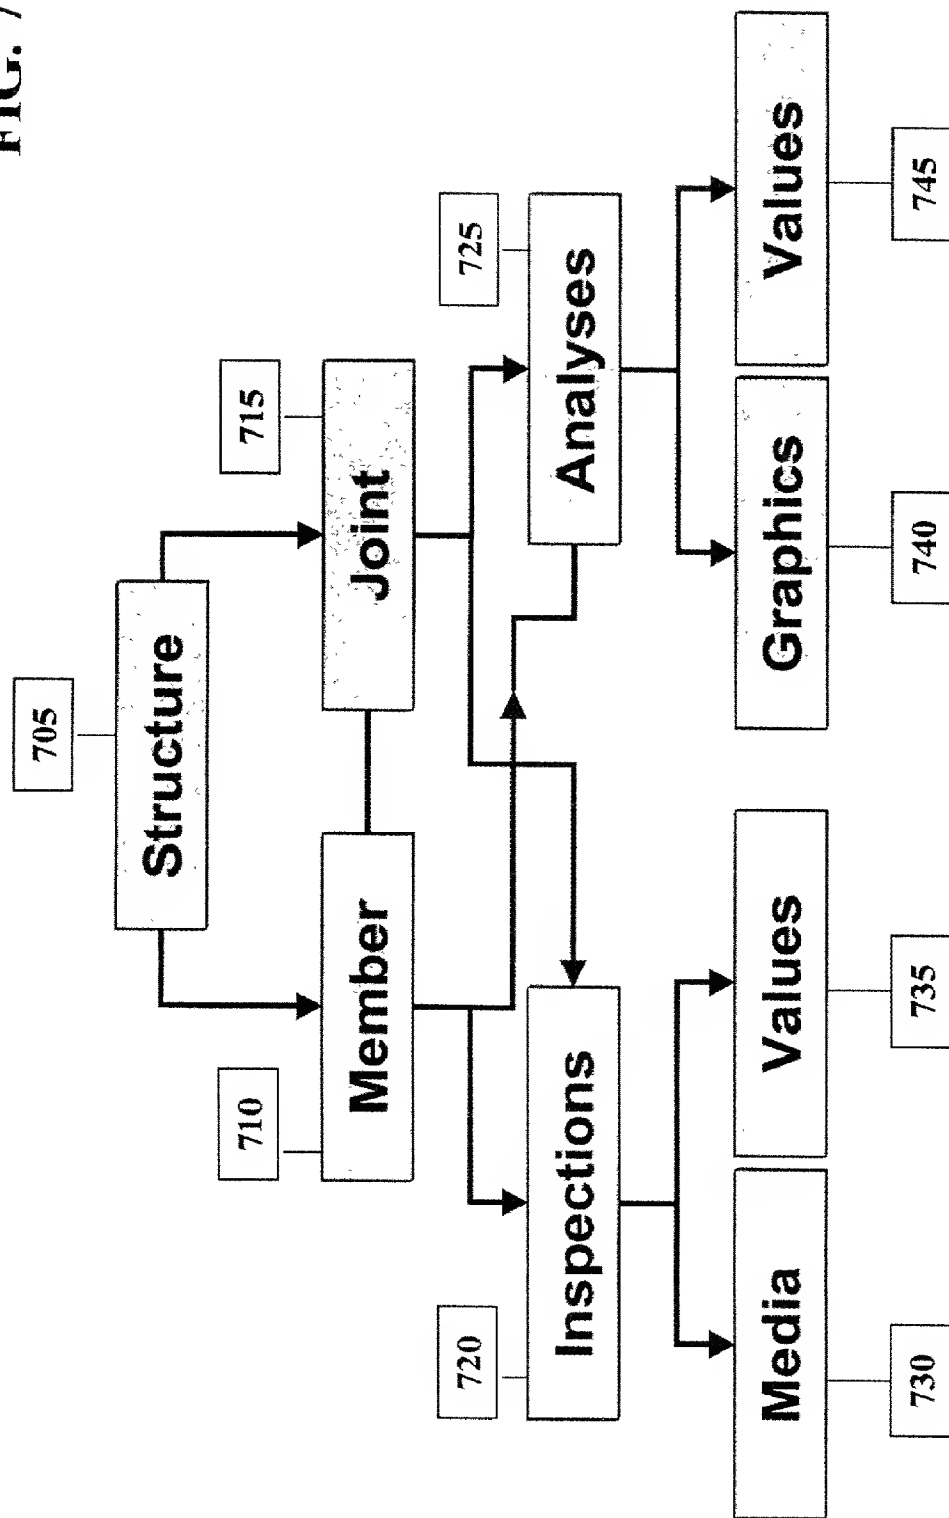 FIG. 7
705
Structure
710
715
Member
Joint
720
725
Inspections
Analyses
Media
Values
Graphics
Values
730
735
740
745